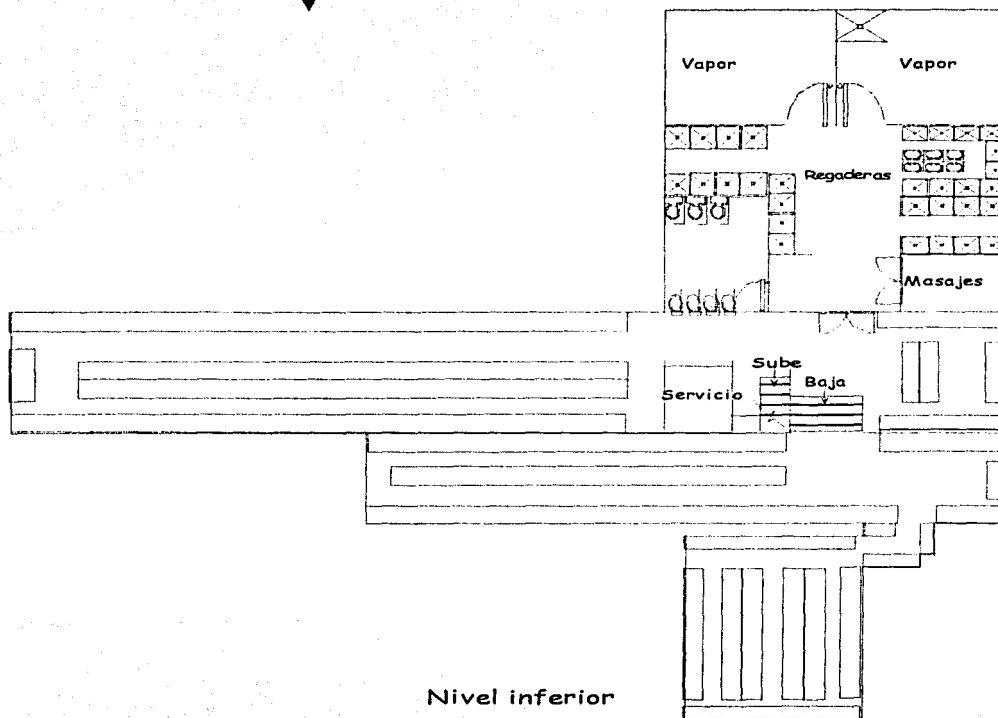 Vapor
Vapor
Regaderas
Masajes
Sube
Baja
Servicio
Nivel inferior